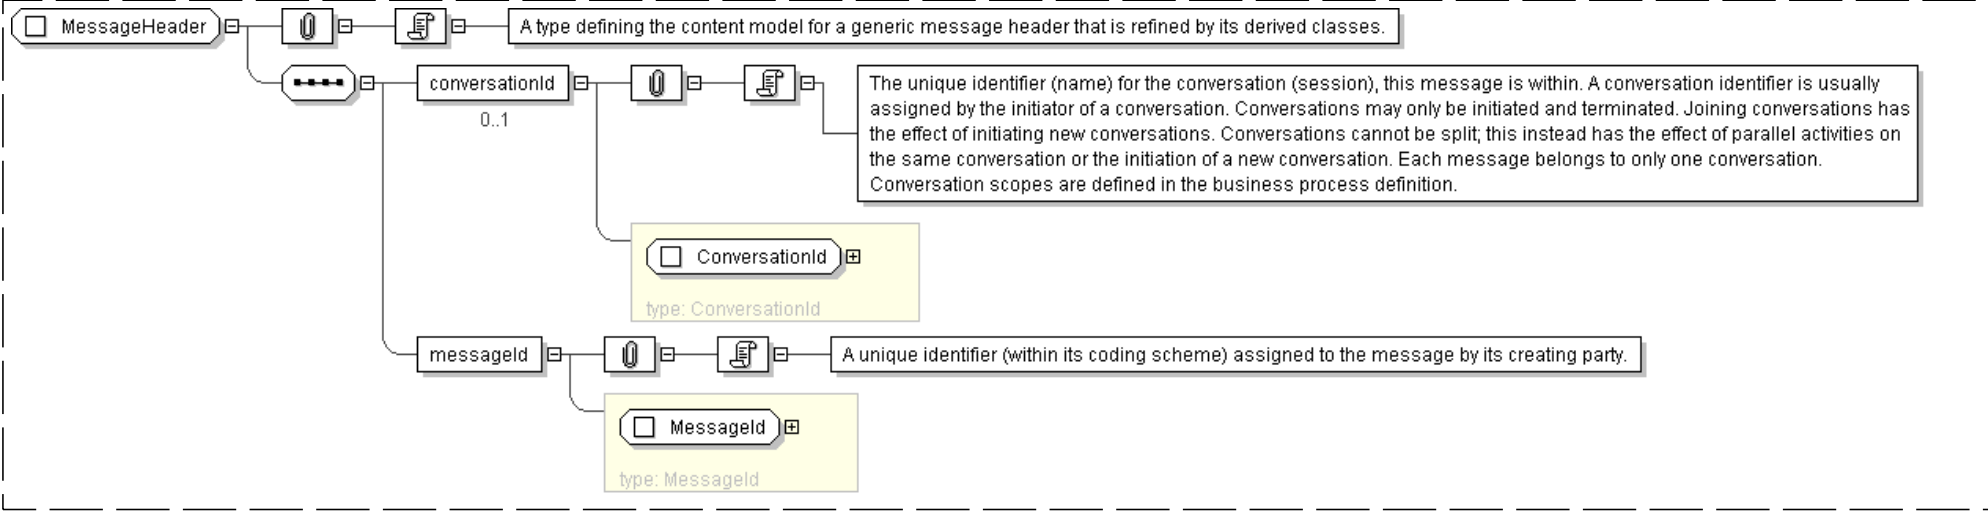 MessageHeader
A type defining the content model for a generic message header that is refined by its derived classes.
conversationId
0..1
The unique identifier (name) for the conversation (session), this message is within. A conversation identifier is usually
assigned by the initiator of a conversation. Conversations may only be initiated and terminated. Joining conversations has
the effect of initiating new conversations. Conversations cannot be split; this instead has the effect of parallel activities on
the same conversation or the initiation of a new conversation. Each message belongs to only one conversation.
Conversation scopes are defined in the business process definition.
ConversationId
type: ConversationId
messageId
A unique identifier (within its coding scheme) assigned to the message by its creating party.
MessageId
type: MessageId